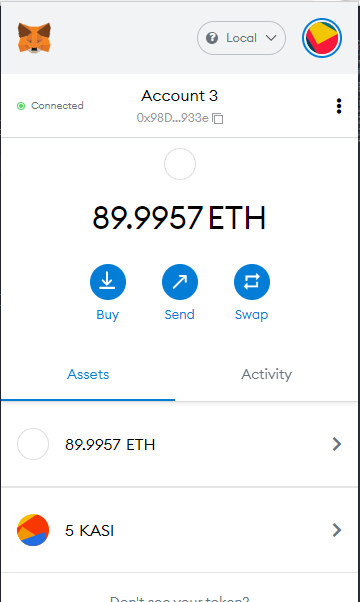 Local
Connected
Account 3
0x98D...933e
89.9957 ETH
Buy
Send
Swap
Assets
Activity
89.9957 ETH
5 KASI
Don't see your token?